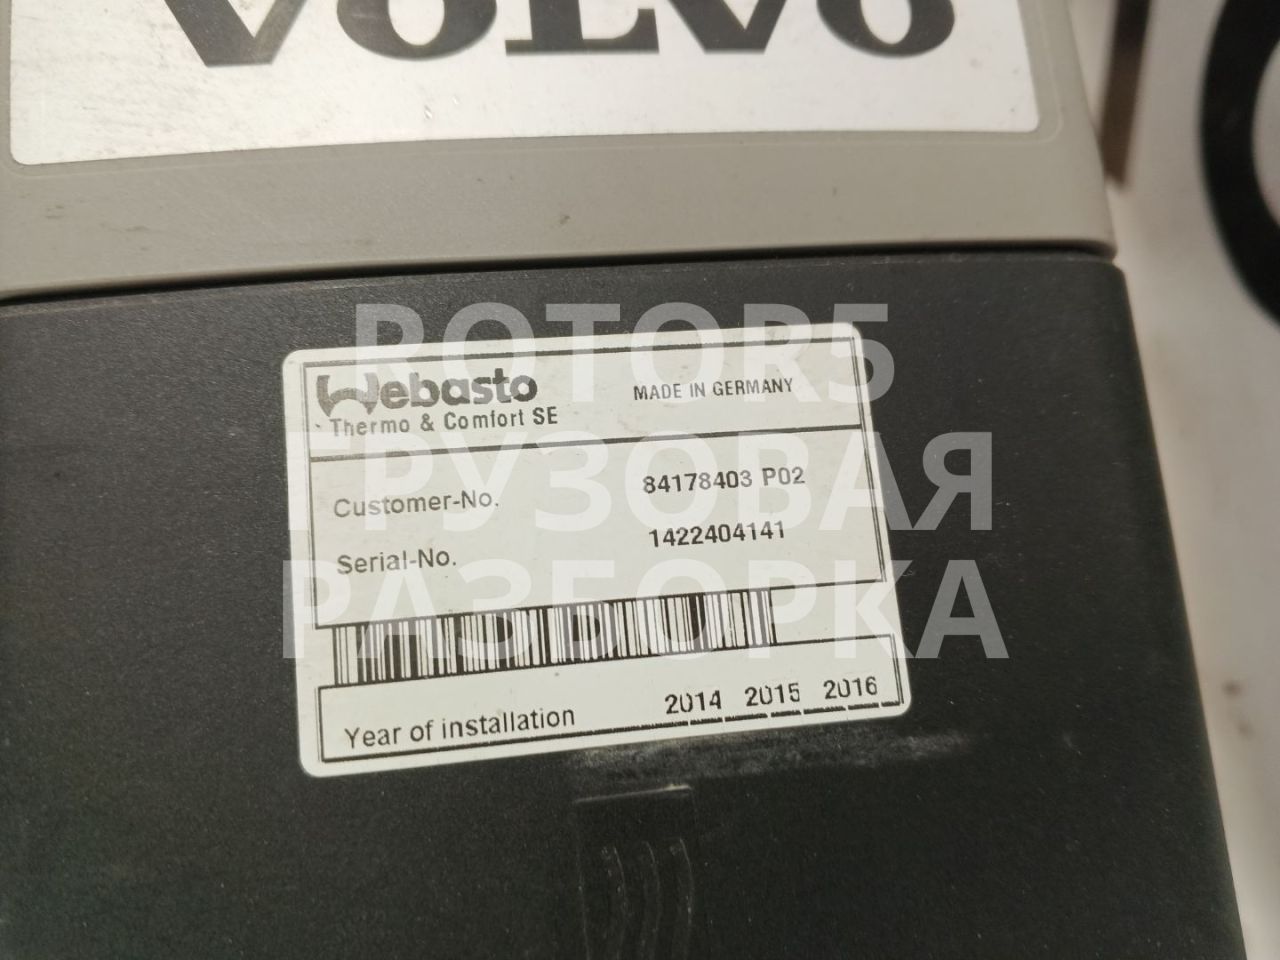 VOLVO
Webasto
Thermo & Comfort SE
MADE IN GERMANY
Customer-No. 84178403 P02
Serial-No. 1422404141
Year of installation 2014 2015 2016
ROTOR5
ГРУЗОВАЯ
РАЗБОРКА